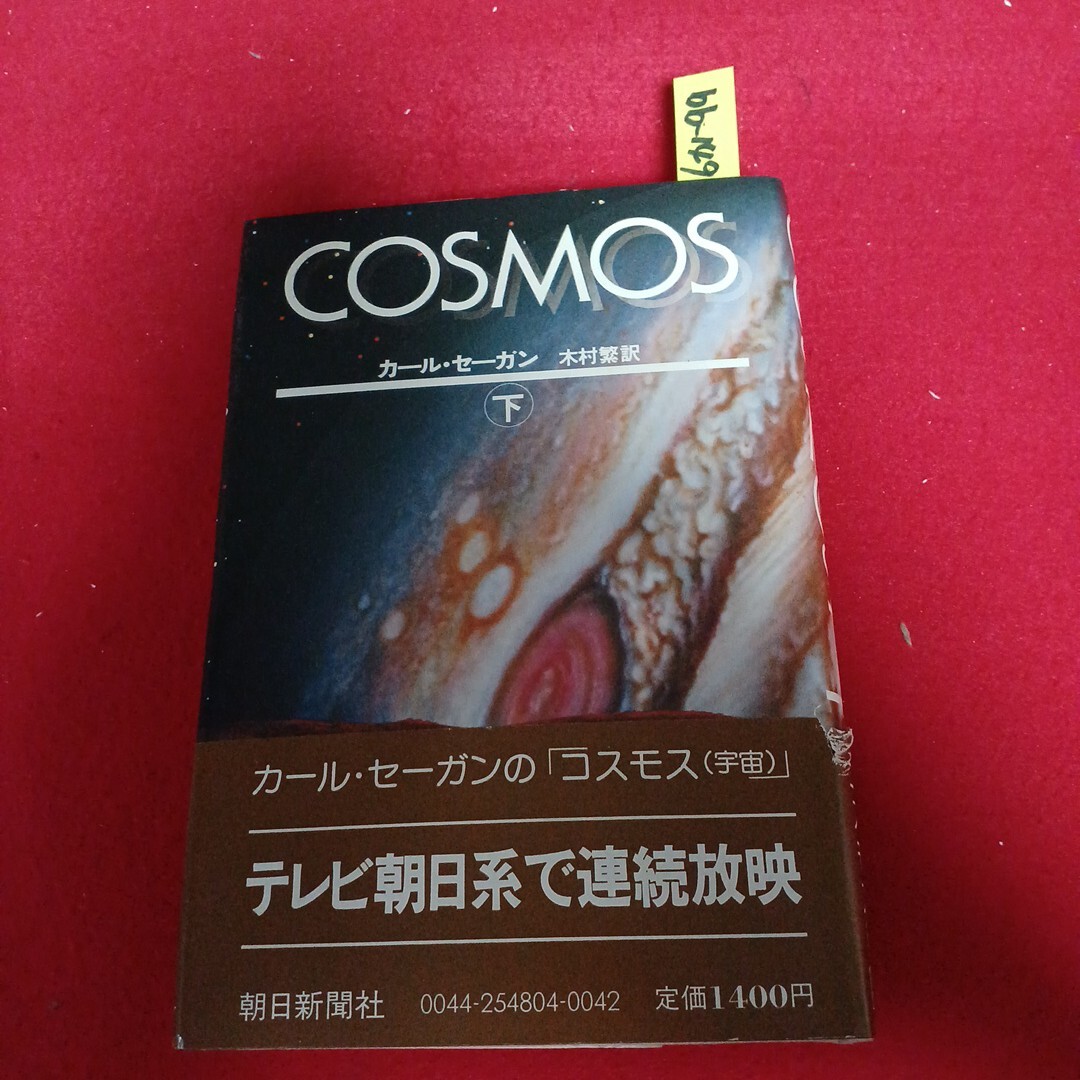 bb-149
COSMOS
カール・セーガン 木村繁訳
下
カール・セーガンの「コスモス(宇宙)」
テレビ朝日系で連続放映
朝日新聞社 0044-254804-0042 定価1400円